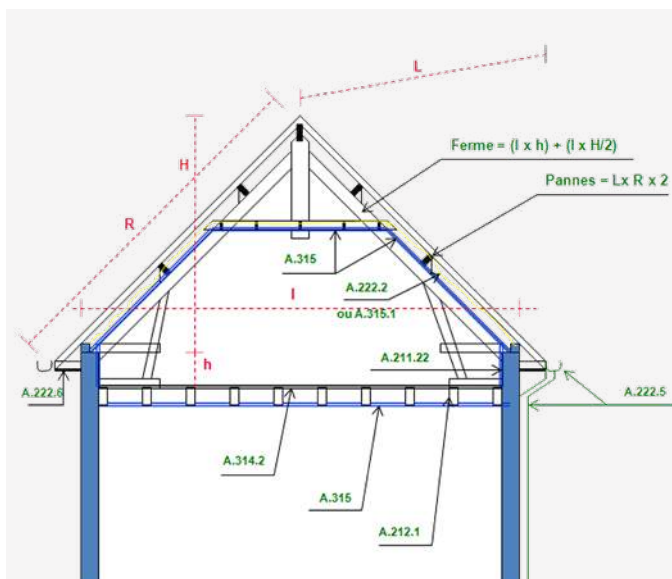 L
H
Ferme = (l x h) + (l x H/2)
Pannes = Lx R x 2
R
A.315
A.222.2
ou A.315.1
l
h
A.211.22
A.222.6
A.222.5
A.314.2
A.315
A.212.1